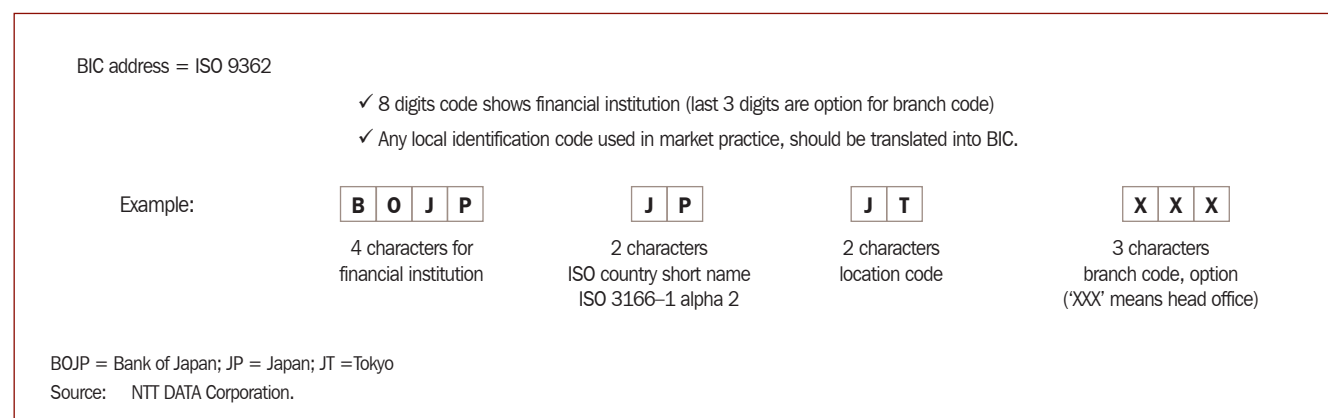 BIC address = ISO 9362
✓ 8 digits code shows financial institution (last 3 digits are option for branch code)
✓ Any local identification code used in market practice, should be translated into BIC.
Example:
B O J P
J P
J T
X X X
4 characters for
financial institution
2 characters
ISO country short name
ISO 3166–1 alpha 2
2 characters
location code
3 characters
branch code, option
(‘XXX’ means head office)
BOJP = Bank of Japan; JP = Japan; JT =Tokyo
Source: NTT DATA Corporation.